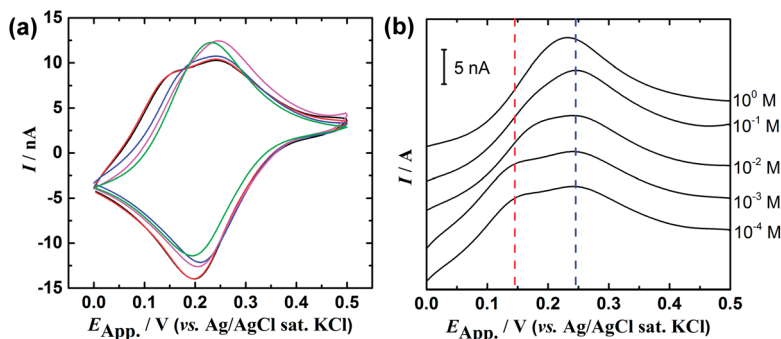 (a)
15
10
5
0
-5
-10
-15
I / nA
0.0 0.1 0.2 0.3 0.4 0.5
E App. / V (vs. Ag/AgCl sat. KCl)
(b)
5 nA
10⁰ M
10⁻¹ M
10⁻² M
10⁻³ M
10⁻⁴ M
I / A
0.0 0.1 0.2 0.3 0.4 0.5
E App. / V (vs. Ag/AgCl sat. KCl)